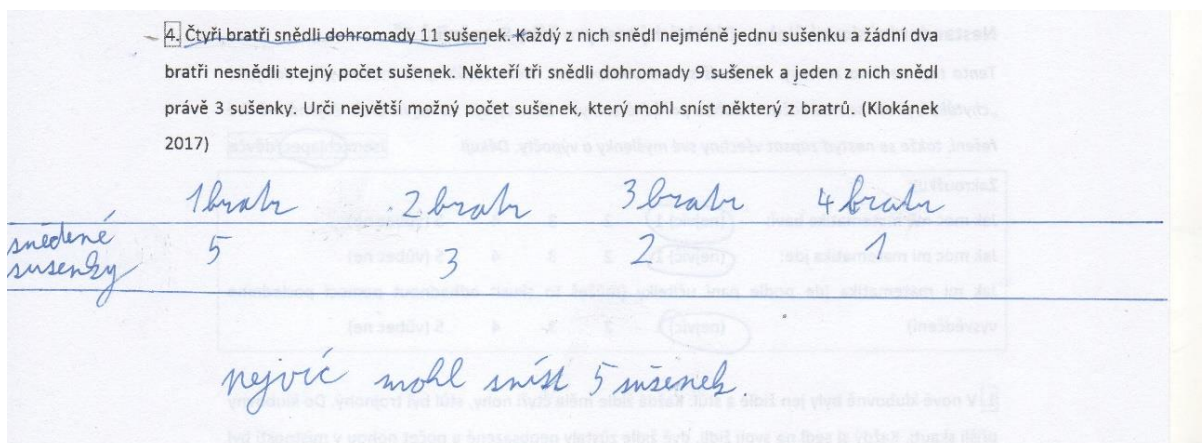 4. Čtyři bratři snědli dohromady 11 sušenek. Každý z nich snědl nejméně jednu sušenku a žádní dva
bratři nesnědli stejný počet sušenek. Někteří tři snědli dohromady 9 sušenek a jeden z nich snědl
právě 3 sušenky. Urči největší možný počet sušenek, který mohl sníst některý z bratrů. (Klokánek
2017)
1 bratr 2 bratr 3 bratr 4 bratr
snědené
sušenky 5 3 2 1
nejvíc mohl sníst 5 sušenek.